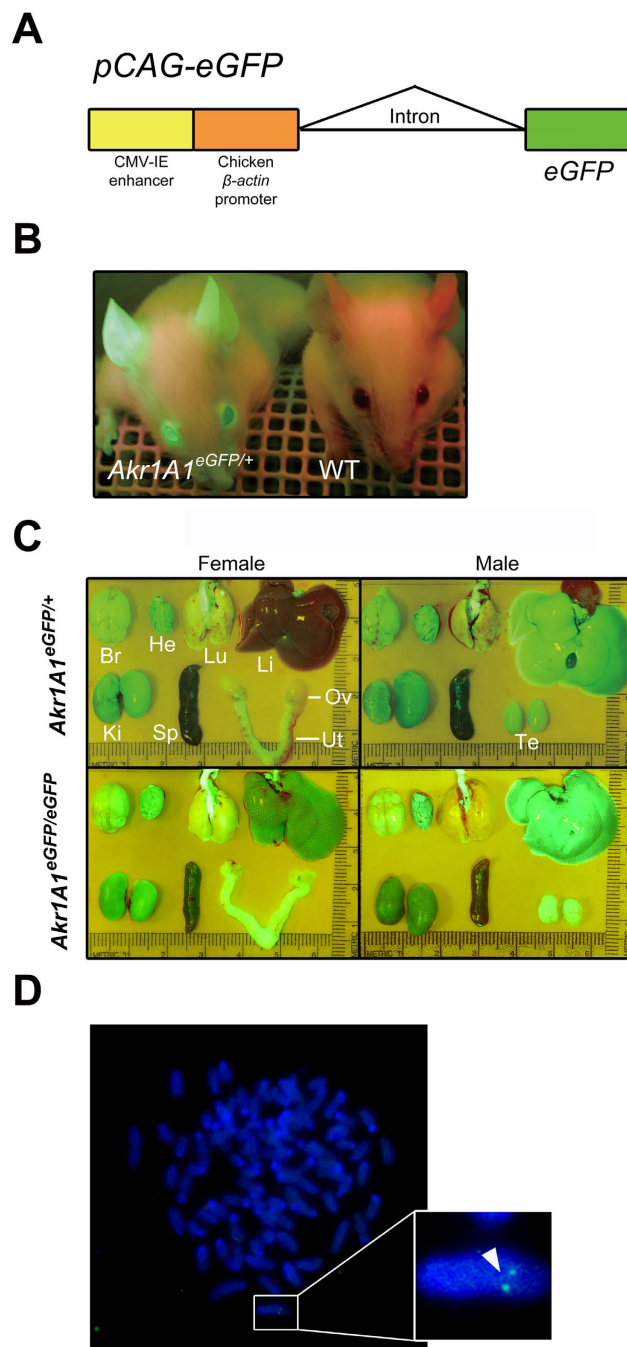 A
pCAG-eGFP
Intron
CMV-IE
enhancer
Chicken
β-actin
promoter
eGFP
B
Akr1A1eGFP/+
WT
C
Female
Male
Akr1A1eGFP/+
Br
He
Lu
Li
Ov
Ki
Sp
Ut
Te
Akr1A1eGFP/eGFP
D